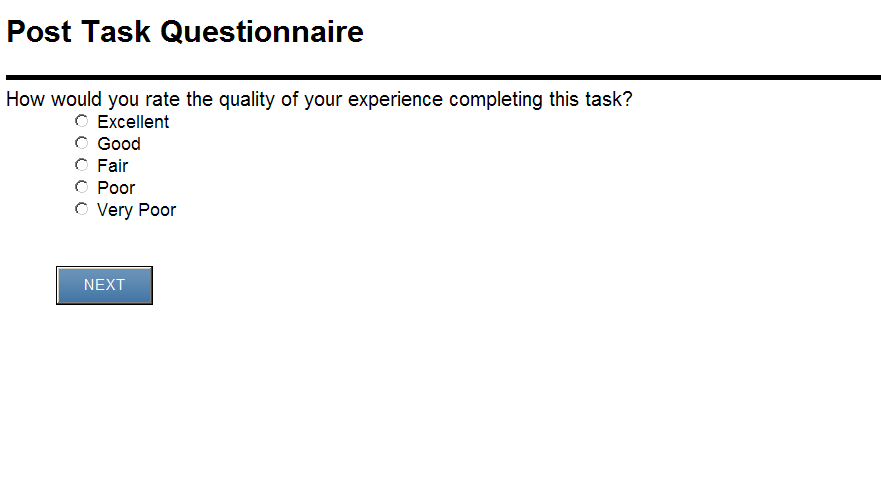 Post Task Questionnaire
How would you rate the quality of your experience completing this task?
Excellent
Good
Fair
Poor
Very Poor
NEXT